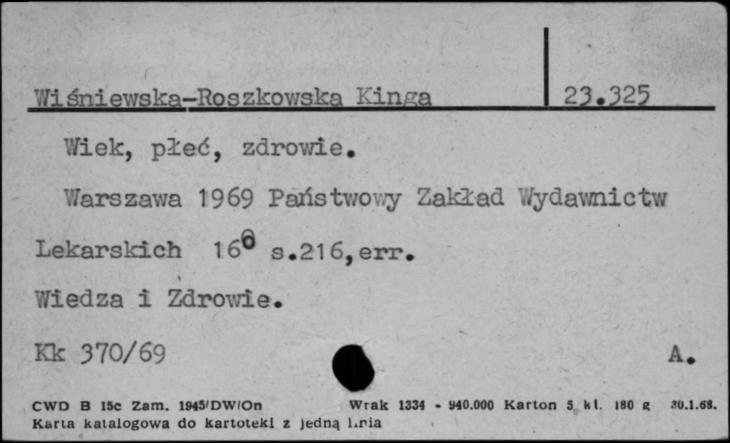 Wiśniewska-Roszkowska Kinga 23.325
Wiek, płeć, zdrowie.
Warszawa 1969 Państwowy Zakład Wydawnictw
Lekarskich 16° s.216,err.
Wiedza i Zdrowie.
Kk 370/69 A.
CWD B 15c Zam. 1945/DW/On Wrak 1334 - 940.000 Karton 5 kl. 180 g 30.1.68.
Karta katalogowa do kartoteki z jedną linia